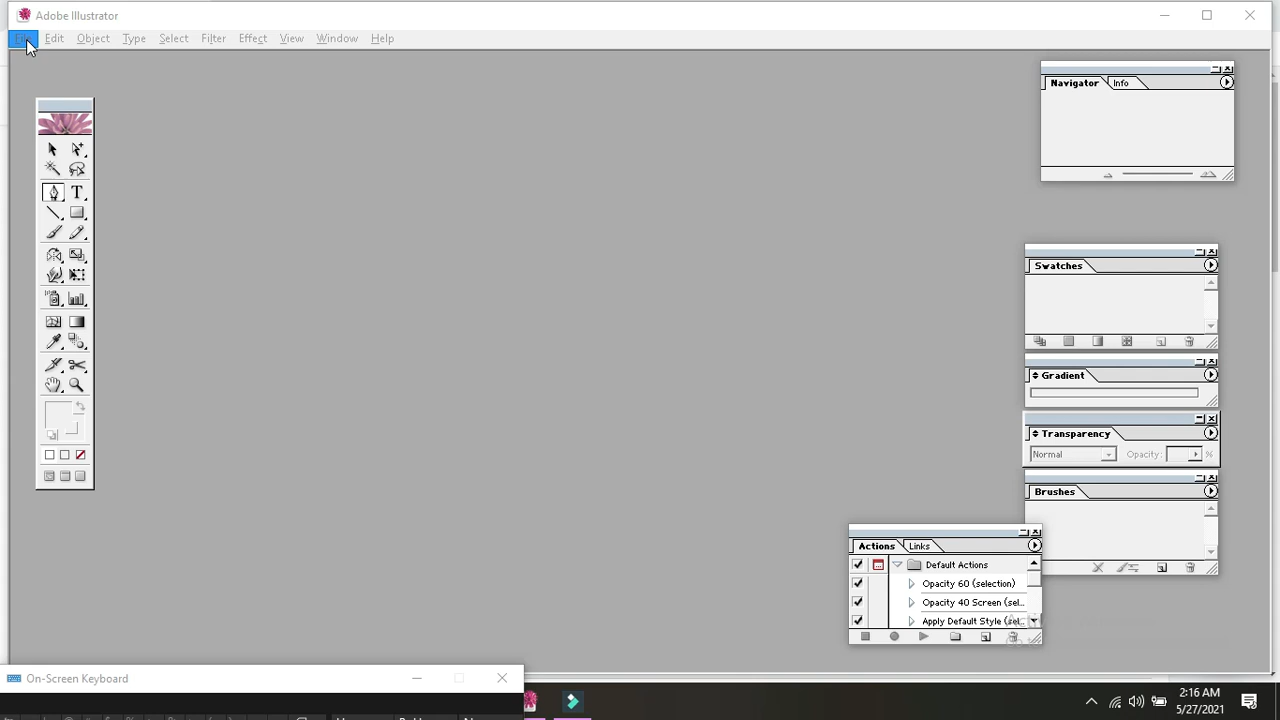 Adobe Illustrator
File Edit Object Type Select Filter Effect View Window Help
Navigator Info
Swatches
Gradient
Transparency
Normal Opacity: %
Brushes
Actions Links
Default Actions
Opacity 60 (selection)
Opacity 40 Screen (sel...
Apply Default Style (sel...
On-Screen Keyboard
2:16 AM
5/27/2021